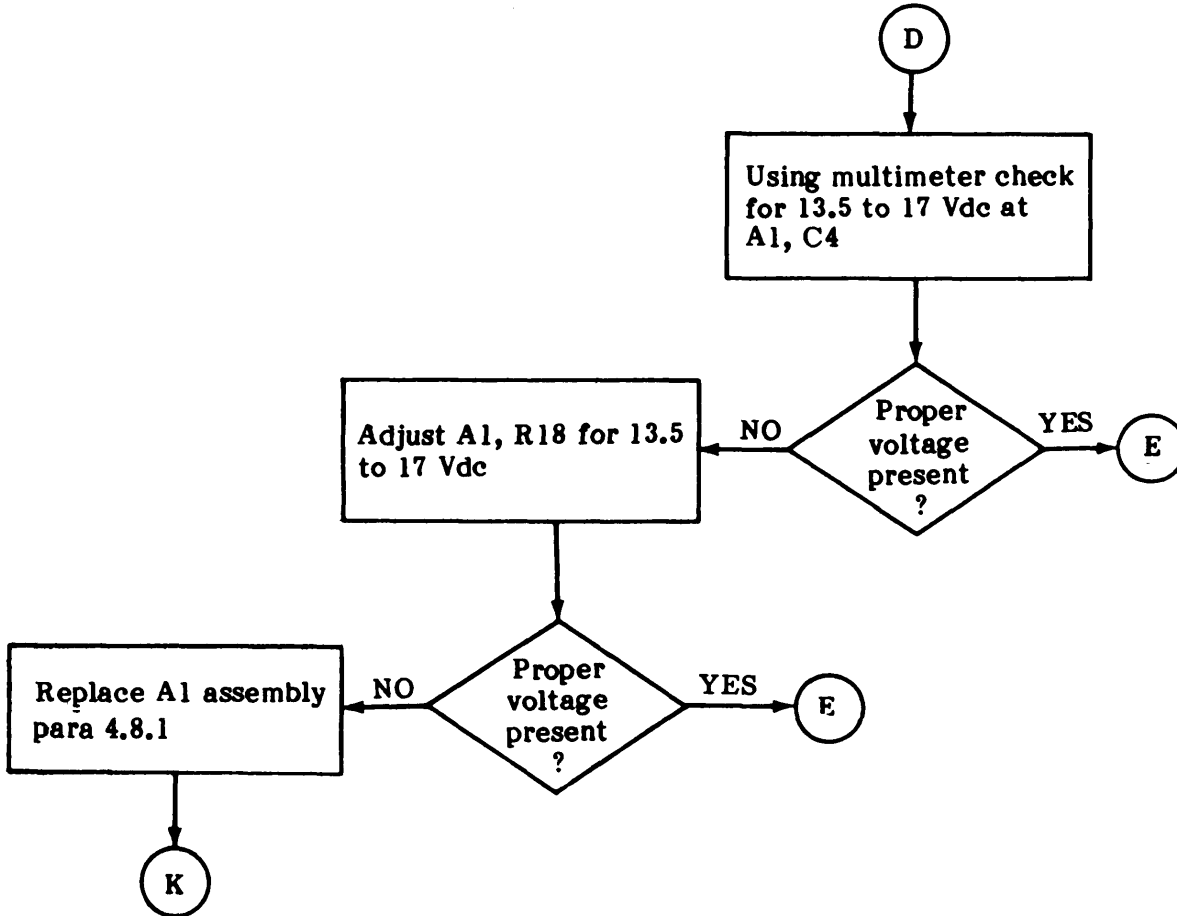 D
Using multimeter check
for 13.5 to 17 Vdc at
A1, C4
Proper
voltage
present
?
YES
E
NO
Adjust A1, R18 for 13.5
to 17 Vdc
Proper
voltage
present
?
YES
E
NO
Replace A1 assembly
para 4.8.1
K